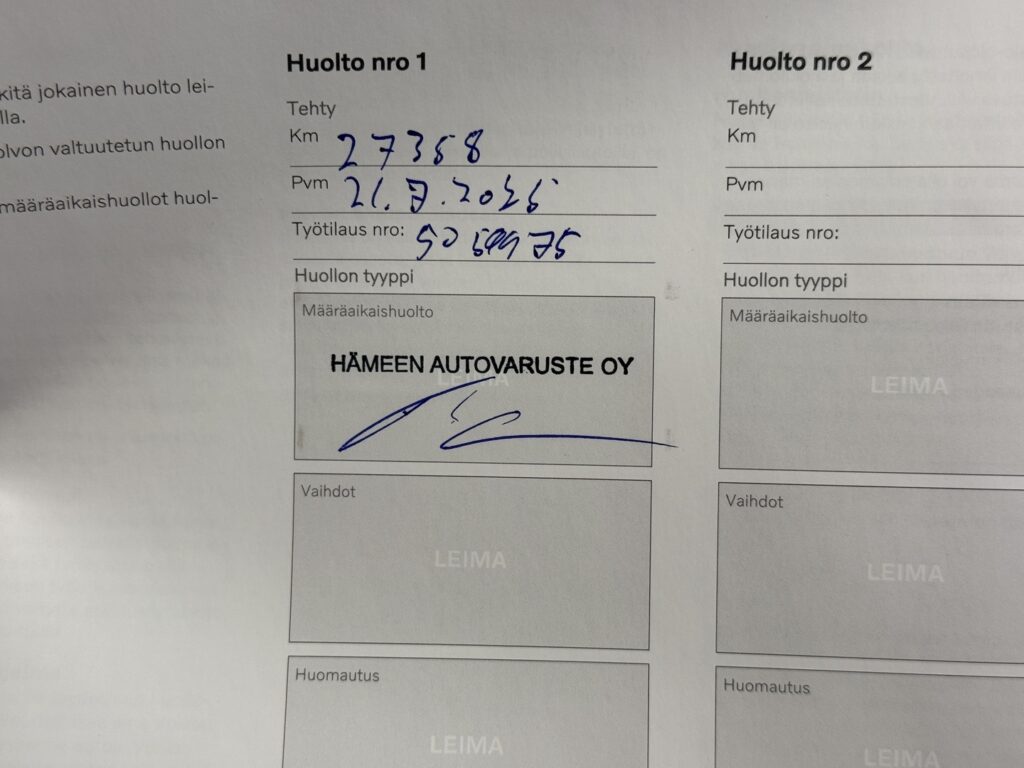 kitä jokainen huolto lei-
lla.
olvon valtuutetun huollon
määräaikaishuollot huol-
Huolto nro 1
Tehty
Km 27358
Pvm
Työtilaus nro:
Huollon tyyppi
Määräaikaishuolto
HÄMEEN AUTOVARUSTE OY
LEIMA
Vaihdot
LEIMA
Huomautus
LEIMA
Huolto nro 2
Tehty
Km
Pvm
Työtilaus nro:
Huollon tyyppi
Määräaikaishuolto
LEIMA
Vaihdot
LEIMA
Huomautus
LEIMA